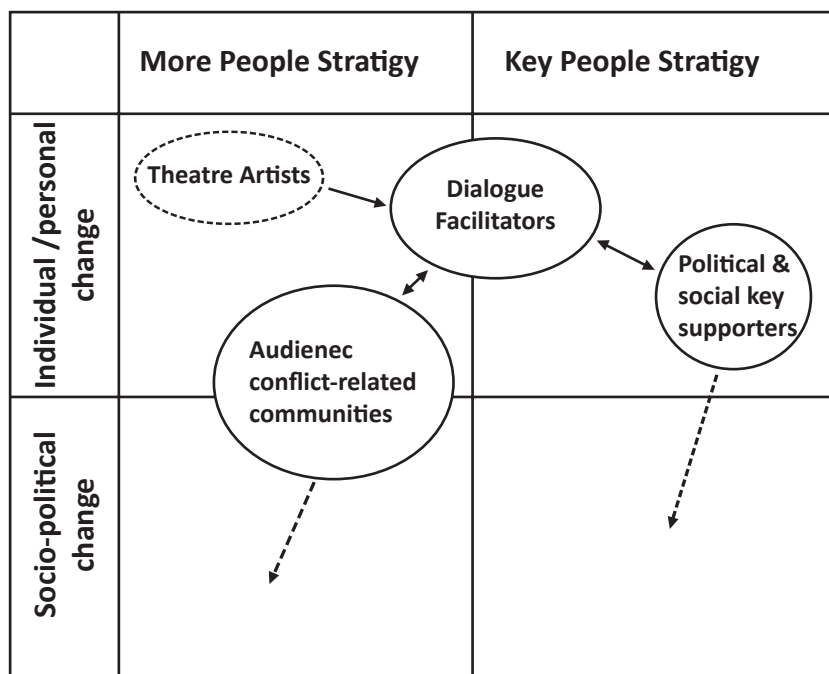 More People Stratigy
Key People Stratigy
Individual /personal
change
Theatre Artists
Dialogue
Facilitators
Political &
social key
supporters
Audienec
conflict-related
communities
Socio-political
change